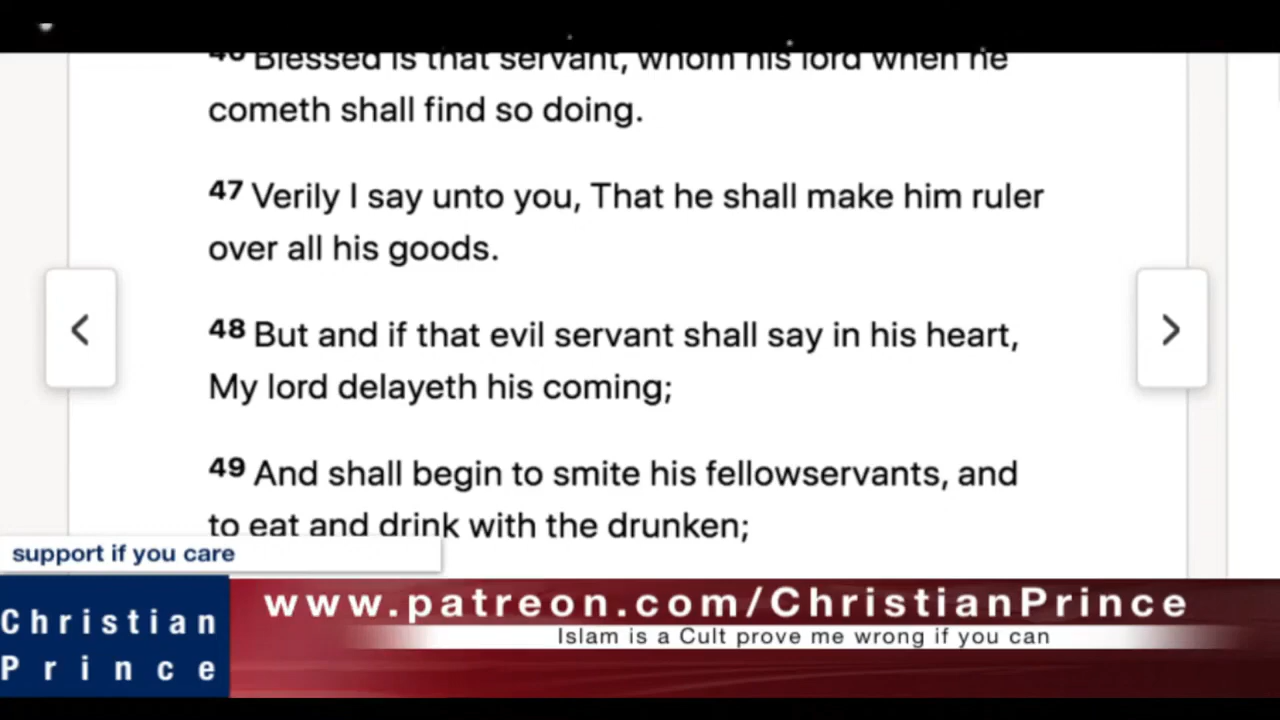 46 Blessed is that servant, whom his lord when he
cometh shall find so doing.
47 Verily I say unto you, That he shall make him ruler
over all his goods.
48 But and if that evil servant shall say in his heart,
My lord delayeth his coming;
49 And shall begin to smite his fellowservants, and
to eat and drink with the drunken;
support if you care
Christian
Prince
www.patreon.com/ChristianPrince
Islam is a Cult prove me wrong if you can